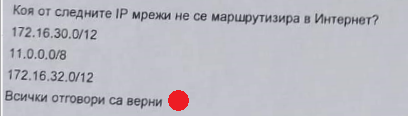 Коя от следните IP мрежи не се маршрутизира в Интернет?
172.16.30.0/12
11.0.0.0/8
172.16.32.0/12
Всички отговори са верни